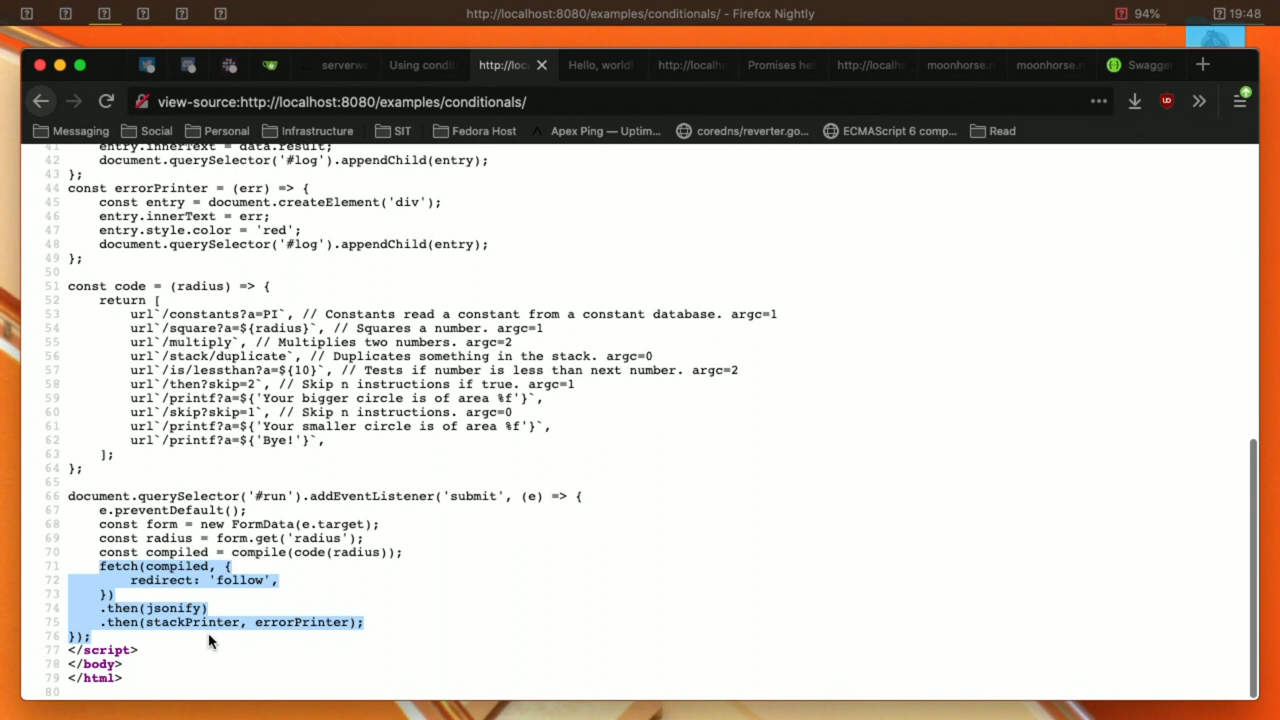 http://localhost:8080/examples/conditionals/ - Firefox Nightly
94%
19:48
serverw
Using condit
http://loc
Hello, world!
http://localh
Promises he
http://localh
moonhorse.
moonhorse.
Swagge
view-source:http://localhost:8080/examples/conditionals/
Messaging
Social
Personal
Infrastructure
SIT
Fedora Host
Apex Ping — Uptim...
coredns/reverter.go...
ECMAScript 6 comp...
Read
41     entry.innerText = data.result;
42     document.querySelector('#log').appendChild(entry);
43 };
44 const errorPrinter = (err) => {
45     const entry = document.createElement('div');
46     entry.innerText = err;
47     entry.style.color = 'red';
48     document.querySelector('#log').appendChild(entry);
49 };
50
51 const code = (radius) => {
52     return [
53         url`/constants?a=PI`, // Constants read a constant from a constant database. argc=1
54         url`/square?a=${radius}`, // Squares a number. argc=1
55         url`/multiply`, // Multiplies two numbers. argc=2
56         url`/stack/duplicate`, // Duplicates something in the stack. argc=0
57         url`/is/lessthan?a=${10}`, // Tests if number is less than next number. argc=2
58         url`/then?skip=2`, // Skip n instructions if true. argc=1
59         url`/printf?a=${'Your bigger circle is of area %f'}`,
60         url`/skip?skip=1`, // Skip n instructions. argc=0
61         url`/printf?a=${'Your smaller circle is of area %f'}`,
62         url`/printf?a=${'Bye!'}`,
63     ];
64 };
65
66 document.querySelector('#run').addEventListener('submit', (e) => {
67     e.preventDefault();
68     const form = new FormData(e.target);
69     const radius = form.get('radius');
70     const compiled = compile(code(radius));
71     fetch(compiled, {
72         redirect: 'follow',
73     })
74     .then(jsonify)
75     .then(stackPrinter, errorPrinter);
76 });
77 </script>
78 </body>
79 </html>
80